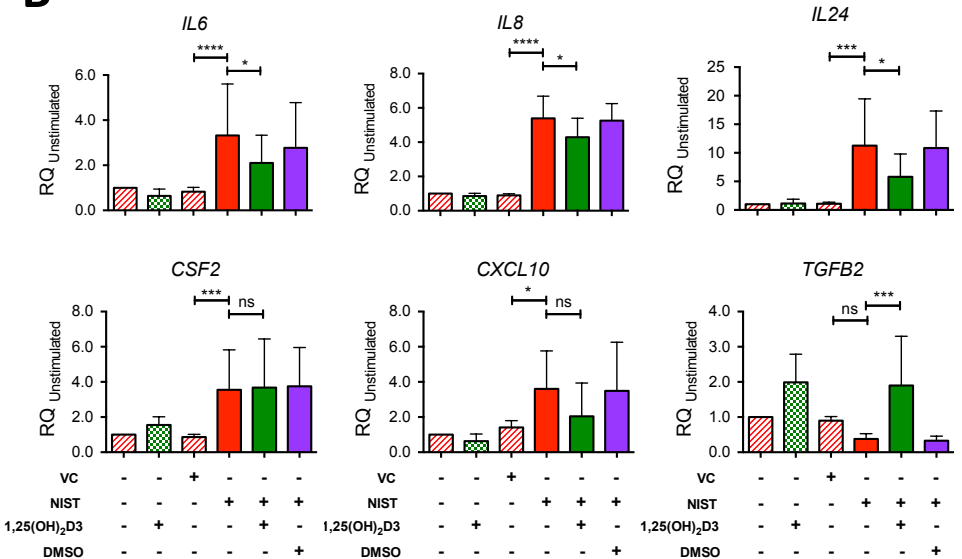 IL6
****
*
6.0
4.0
2.0
0.0
RQ Unstimulated
IL8
****
*
8.0
6.0
4.0
2.0
0.0
RQ Unstimulated
IL24
***
*
25
20
15
10
5
0
RQ Unstimulated
CSF2
***
ns
8.0
6.0
4.0
2.0
0.0
RQ Unstimulated
CXCL10
*
ns
8.0
6.0
4.0
2.0
0.0
RQ Unstimulated
TGFB2
ns
***
4.0
3.0
2.0
1.0
0.0
RQ Unstimulated
VC - - + - - -
NIST - - - + + +
1,25(OH)₂D3 - + - - + -
DMSO - - - - - +
VC - - + - - -
NIST - - - + + +
1,25(OH)₂D3 - + - - + -
DMSO - - - - - +
VC - - + - - -
NIST - - - + + +
1,25(OH)₂D3 - + - - + -
DMSO - - - - - +